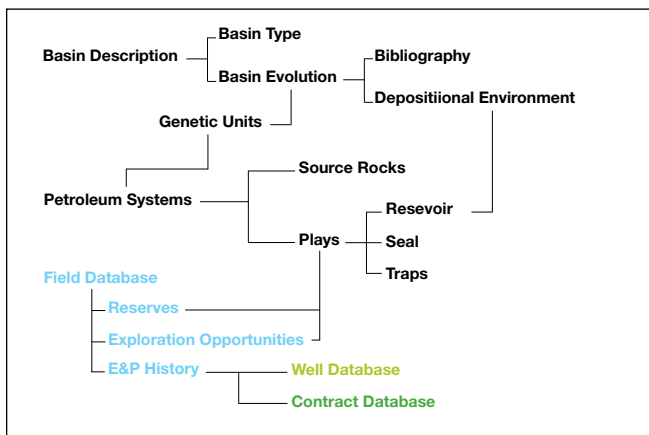 Basin Type
Basin Description
Basin Evolution
Bibliography
Depositiional Environment
Genetic Units
Source Rocks
Petroleum Systems
Resevoir
Plays
Seal
Traps
Field Database
Reserves
Exploration Opportunities
E&P History
Well Database
Contract Database